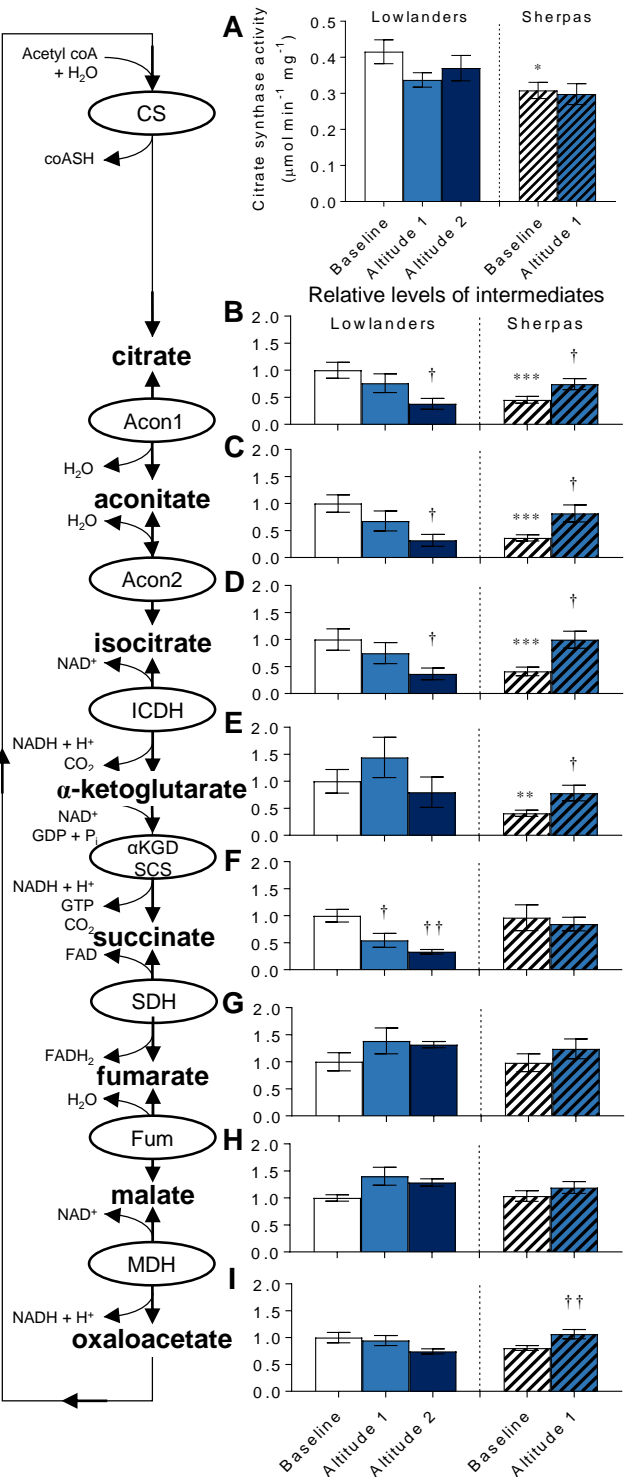 A
Lowlanders
Sherpas
Citrate synthase activity
(μmol min⁻¹ mg⁻¹)
0.5
0.4
0.3
0.2
0.1
0.0
*
Baseline
Altitude 1
Altitude 2
Baseline
Altitude 1
Acetyl coA
+ H₂O
CS
coASH
citrate
Acon1
H₂O
aconitate
H₂O
Acon2
isocitrate
NAD⁺
ICDH
NADH + H⁺
CO₂
α-ketoglutarate
NAD⁺
GDP + Pᵢ
αKGD
SCS
NADH + H⁺
GTP
CO₂
succinate
FAD
SDH
FADH₂
fumarate
H₂O
Fum
malate
NAD⁺
MDH
NADH + H⁺
oxaloacetate
Relative levels of intermediates
B
Lowlanders
Sherpas
2.0
1.5
1.0
0.5
0.0
†
***
†
C
2.0
1.5
1.0
0.5
0.0
†
***
†
D
2.0
1.5
1.0
0.5
0.0
†
***
†
E
2.0
1.5
1.0
0.5
0.0
**
†
F
2.0
1.5
1.0
0.5
0.0
†
††
G
2.0
1.5
1.0
0.5
0.0
H
2.0
1.5
1.0
0.5
0.0
I
2.0
1.5
1.0
0.5
0.0
††
Baseline
Altitude 1
Altitude 2
Baseline
Altitude 1